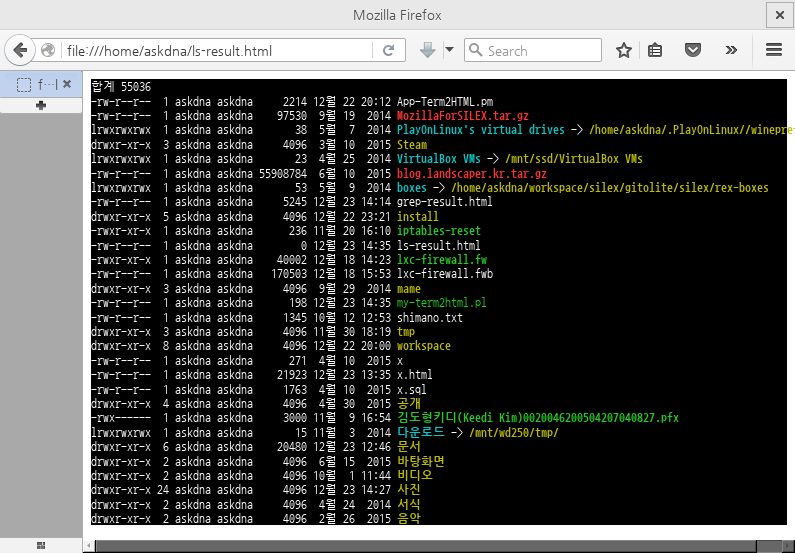 Mozilla Firefox
file:///home/askdna/ls-result.html
Search
f···l
합계 55036
-rw-r--r-- 1 askdna askdna 2214 12월 22 20:12 App-Term2HTML.pm
-rw-r--r-- 1 askdna askdna 97530 9월 19 2014 MozillaForSILEX.tar.gz
lrwxrwxrwx 1 askdna askdna 38 5월 7 2014 PlayOnLinux's virtual drives -> /home/askdna/.PlayOnLinux//winepre
drwxr-xr-x 3 askdna askdna 4096 3월 10 2015 Steam
lrwxrwxrwx 1 askdna askdna 23 4월 25 2014 VirtualBox VMs -> /mnt/ssd/VirtualBox VMs
-rw-r--r-- 1 askdna askdna 55908784 6월 10 2015 blog.landscaper.kr.tar.gz
lrwxrwxrwx 1 askdna askdna 53 5월 9 2014 boxes -> /home/askdna/workspace/silex/gitolite/silex/rex-boxes
-rw-r--r-- 1 askdna askdna 5245 12월 23 14:14 grep-result.html
drwxr-xr-x 5 askdna askdna 4096 12월 22 23:21 install
-rwxr-xr-x 1 askdna askdna 236 11월 20 16:10 iptables-reset
-rw-r--r-- 1 askdna askdna 0 12월 23 14:35 ls-result.html
-rwxr-xr-x 1 askdna askdna 40002 12월 18 14:23 lxc-firewall.fw
-rw-r--r-- 1 askdna askdna 170503 12월 18 15:53 lxc-firewall.fwb
drwxr-xr-x 3 askdna askdna 4096 9월 29 2014 mame
-rw-r--r-- 1 askdna askdna 198 12월 23 14:35 my-term2html.pl
-rw-r--r-- 1 askdna askdna 1345 10월 12 12:53 shimano.txt
drwxr-xr-x 3 askdna askdna 4096 11월 30 18:19 tmp
drwxr-xr-x 8 askdna askdna 4096 12월 22 20:00 workspace
-rw-r--r-- 1 askdna askdna 271 4월 10 2015 x
-rw-r--r-- 1 askdna askdna 21923 12월 23 13:35 x.html
-rw-r--r-- 1 askdna askdna 1763 4월 10 2015 x.sql
drwxr-xr-x 4 askdna askdna 4096 4월 30 2015 공개
-rwx------ 1 askdna askdna 3000 11월 9 16:54 김도형키디(Keedi Kim)0020046200504207040827.pfx
lrwxrwxrwx 1 askdna askdna 15 11월 3 2014 다운로드 -> /mnt/wd250/tmp/
drwxr-xr-x 6 askdna askdna 20480 12월 23 12:46 문서
drwxr-xr-x 2 askdna askdna 4096 6월 15 2015 바탕화면
drwxr-xr-x 2 askdna askdna 4096 10월 1 11:44 비디오
drwxr-xr-x 24 askdna askdna 4096 12월 23 14:27 사진
drwxr-xr-x 2 askdna askdna 4096 4월 24 2014 서식
drwxr-xr-x 2 askdna askdna 4096 2월 26 2015 음악